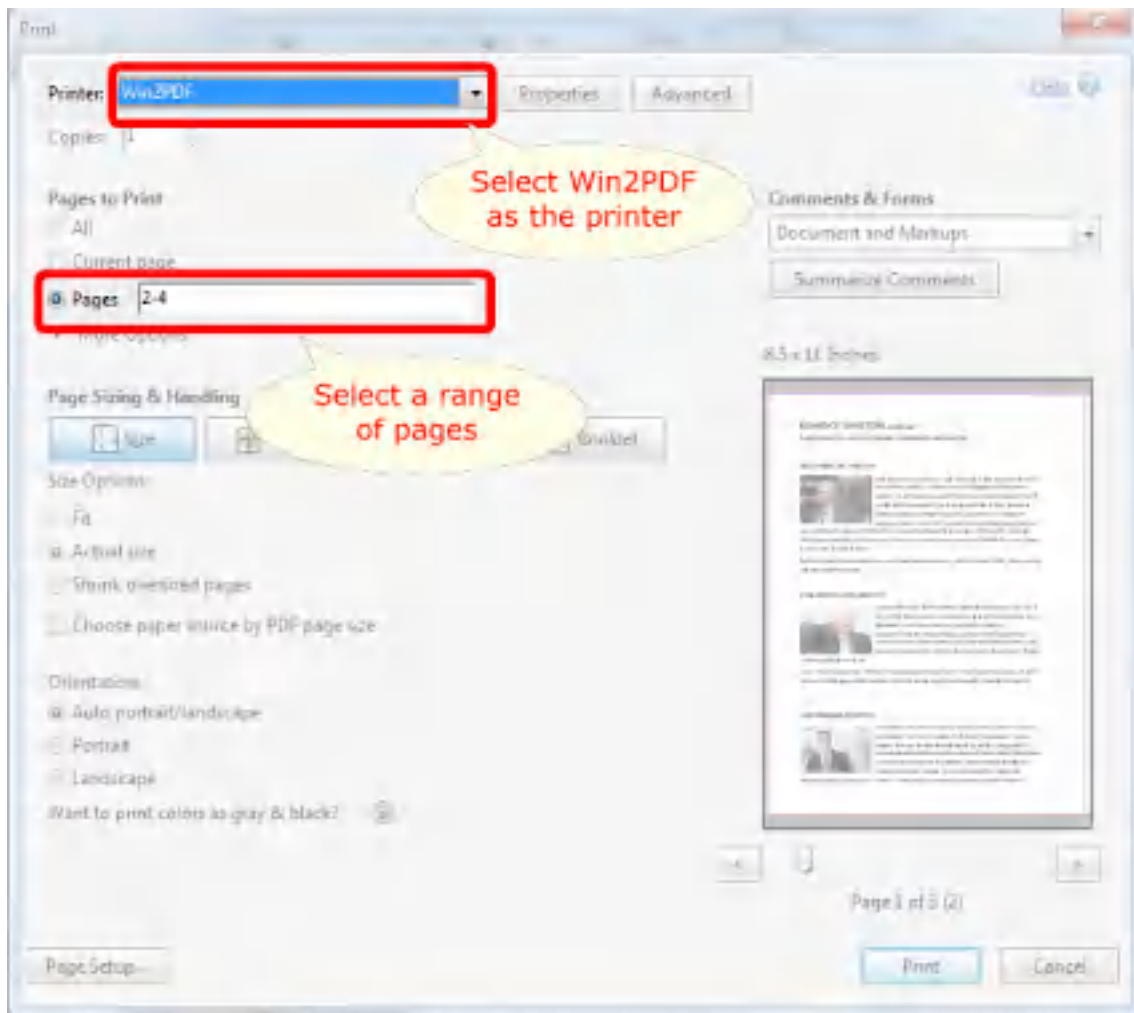 Print
Printer: Win2PDF
Properties
Advanced
Help
Copies: 1
Select Win2PDF
as the printer
Pages to Print
All
Current page
Pages 2-4
More Options
Select a range
of pages
Comments & Forms
Document and Markups
Summarize Comments
8.5 x 11 Inches
Page Sizing & Handling
Size
Booklet
Size Options:
Fit
Actual size
Shrink oversized pages
Choose paper source by PDF page size
Orientation:
Auto portrait/landscape
Portrait
Landscape
Want to print colors as gray & black?
Page 1 of 3 (2)
Page Setup...
Print
Cancel